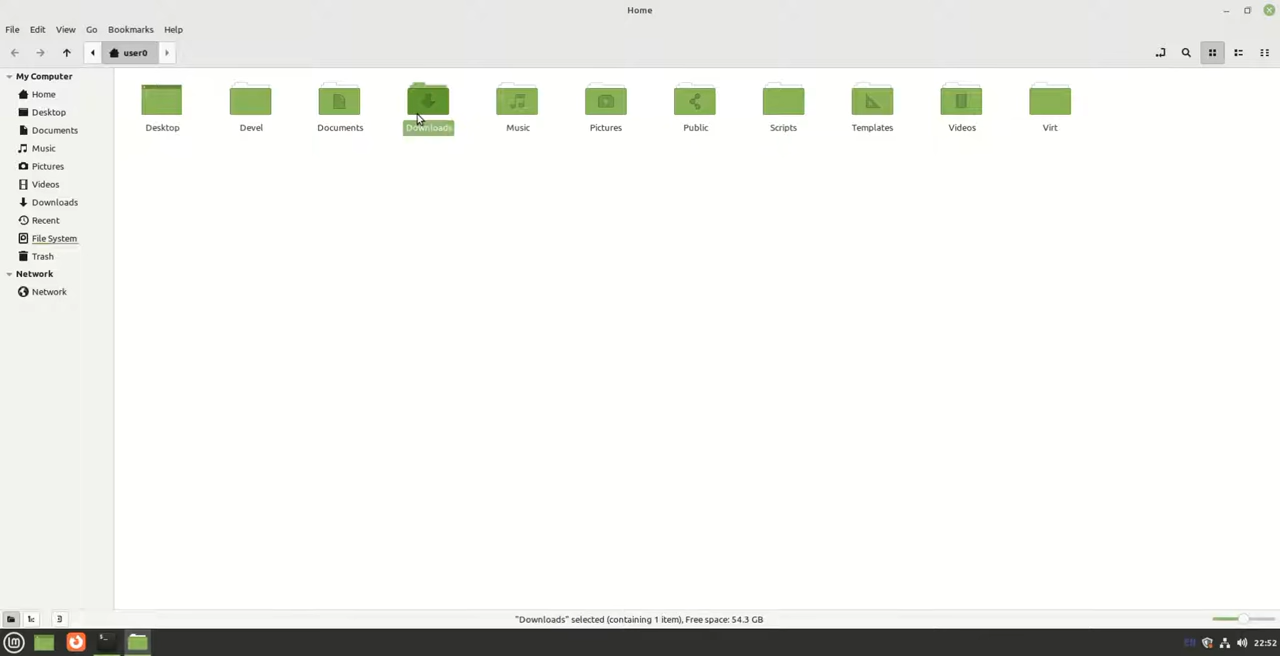 Home
File Edit View Go Bookmarks Help
user0
My Computer
Home
Desktop
Documents
Music
Pictures
Videos
Downloads
Recent
File System
Trash
Network
Network
Desktop Devel Documents Downloads Music Pictures Public Scripts Templates Videos Virt
"Downloads" selected (containing 1 item), Free space: 54.3 GB
22:52